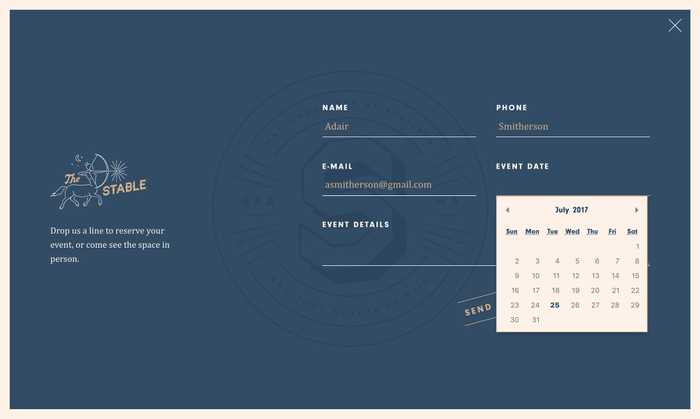 The
STABLE
Drop us a line to reserve your
event, or come see the space in
person.
NAME
Adair
PHONE
Smitherson
E-MAIL
asmitherson@gmail.com
EVENT DATE
EVENT DETAILS
SEND
July 2017
Sun Mon Tue Wed Thu Fri Sat
1
2 3 4 5 6 7 8
9 10 11 12 13 14 15
16 17 18 19 20 21 22
23 24 25 26 27 28 29
30 31